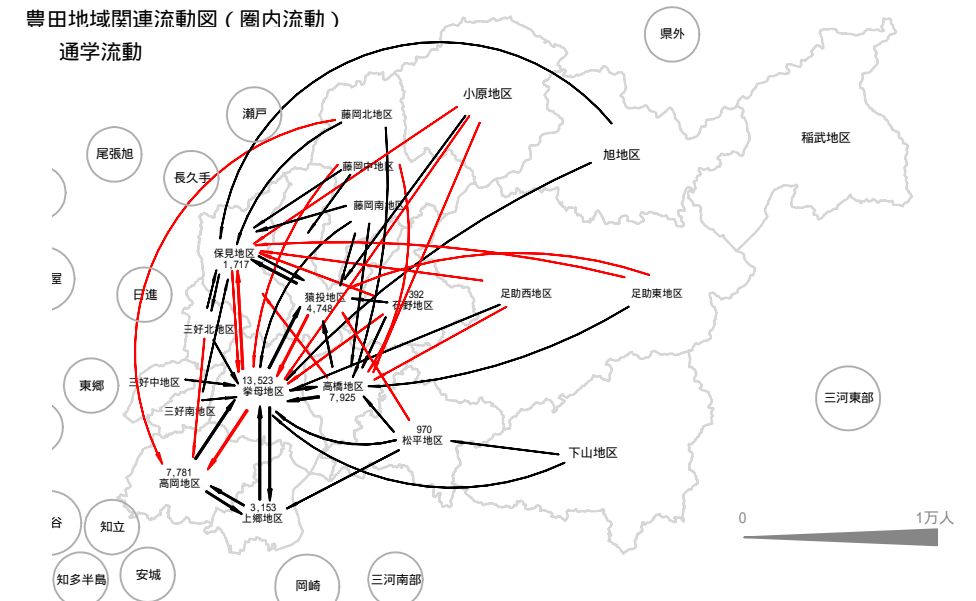 豊田地域関連流動図（圏内流動）
通学流動
県外
小原地区
瀬戸
藤岡北地区
稲武地区
尾張旭
旭地区
藤岡中地区
長久手
藤岡南地区
保見地区
1,717
屋
日進
猿投地区
4,748
392
石野地区
足助西地区
足助東地区
三好北地区
東郷
三好中地区
13,523
挙母地区
高橋地区
7,925
三河東部
三好南地区
970
松平地区
下山地区
7,781
高岡地区
3,153
上郷地区
谷
知立
0
1万人
知多半島
安城
岡崎
三河南部